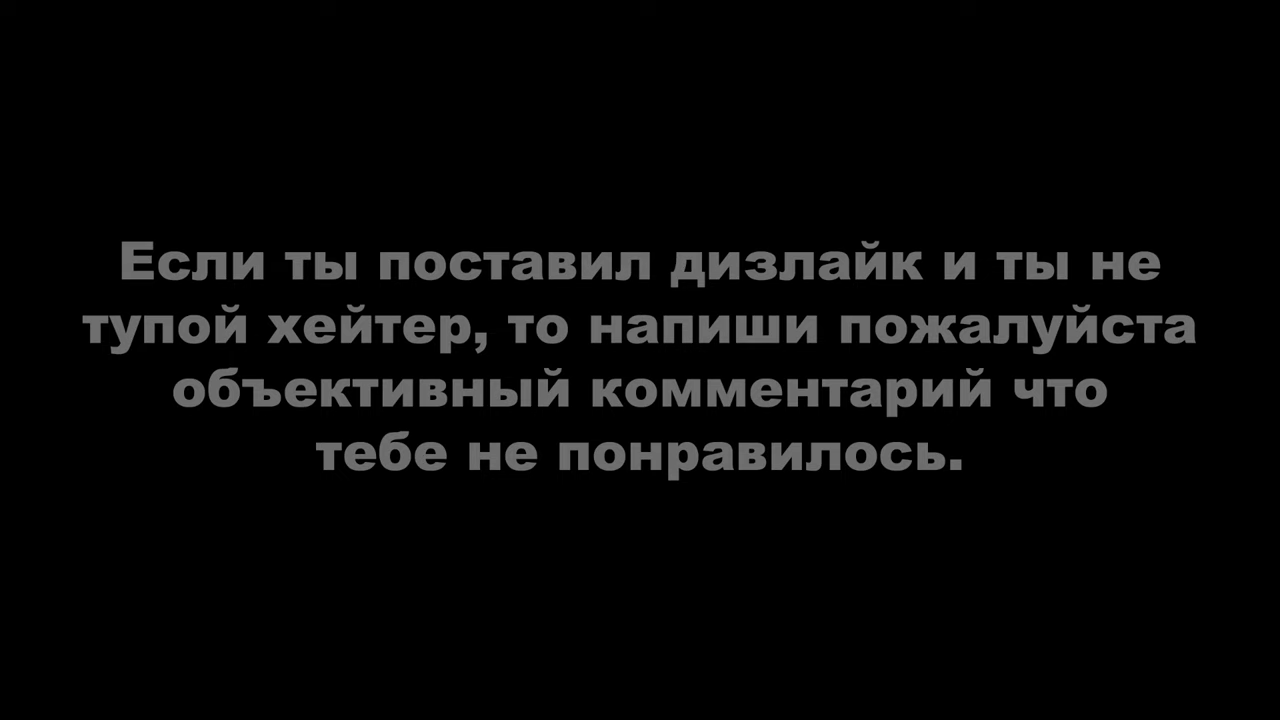 Если ты поставил дизлайк и ты не
тупой хейтер, то напиши пожалуйста
объективный комментарий что
тебе не понравилось.